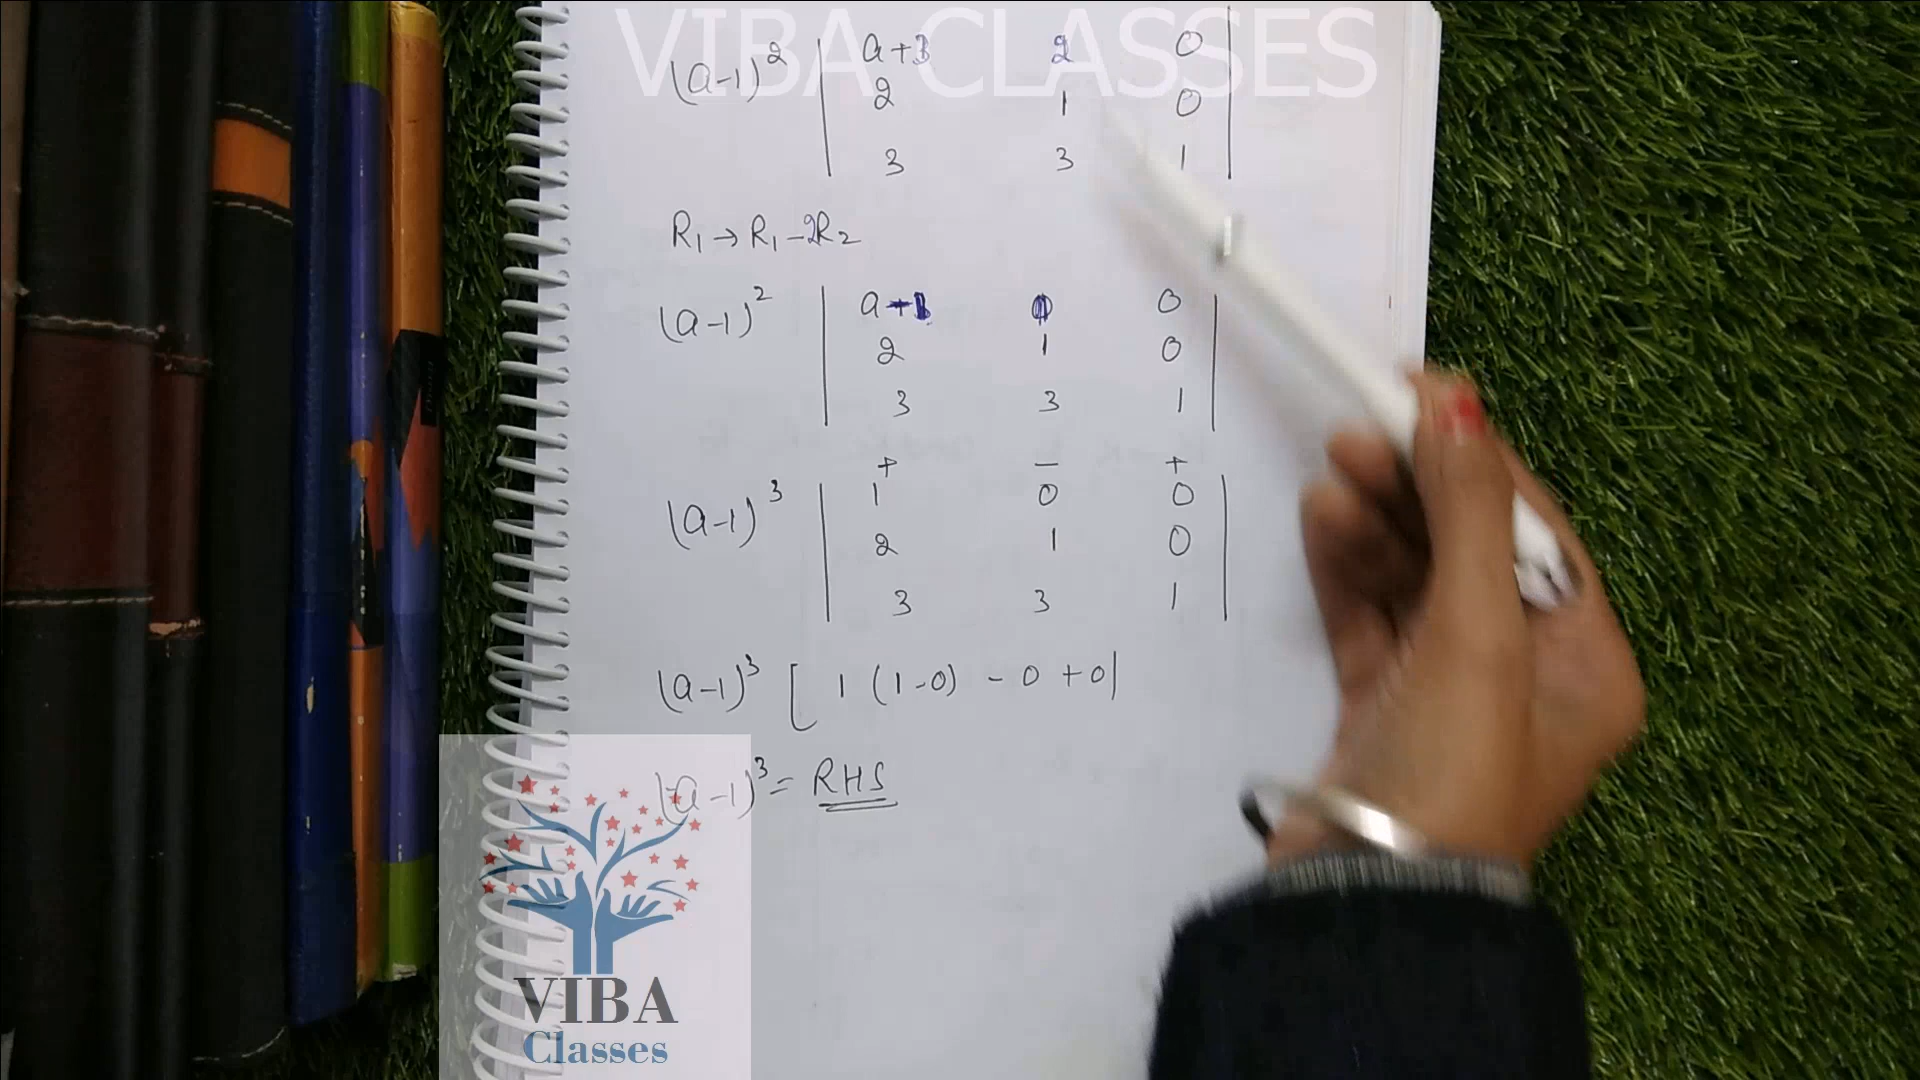 VIBA CLASSES
(a-1)² | a+3 2 0 |
| 2 1 0 |
| 3 3 1 |
R₁→R₁-2R₂
(a-1)² | a 0 |
| 2 1 0 |
| 3 3 1 |
+ - +
(a-1)³ | 1 0 0 |
| 2 1 0 |
| 3 3 1 |
(a-1)³ [ 1 (1-0) - 0 + 0|
(a-1)³ = RHS
VIBA
Classes